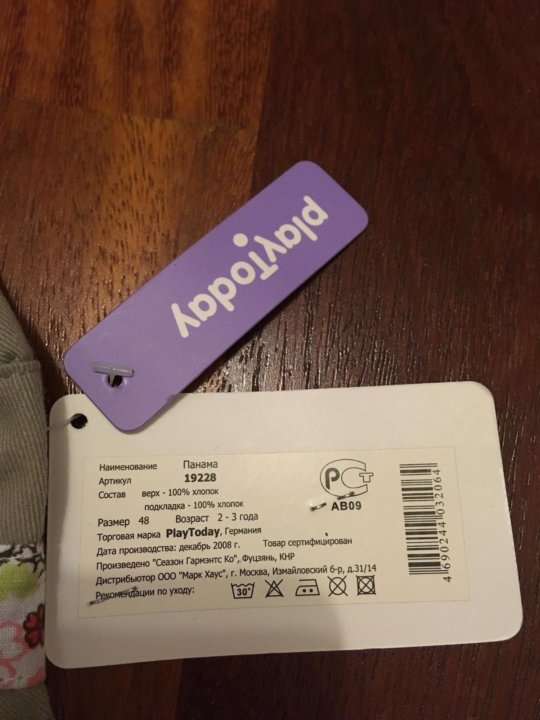 playToday
Наименование Панама
Артикул 19228
Состав верх - 100% хлопок
подкладка - 100% хлопок
Размер 48 Возраст 2 - 3 года
Торговая марка PlayToday, Германия
Дата производства: декабрь 2008 г. Товар сертифицирован
Произведено "Сеазон Гармэнтс Ко", Фуцзянь, КНР
Дистрибьютор ООО "Марк Хаус", г. Москва, Измайловский б-р, д.31/14
Рекомендации по уходу: 30°
РСТ
АВ09
4 690244 032064